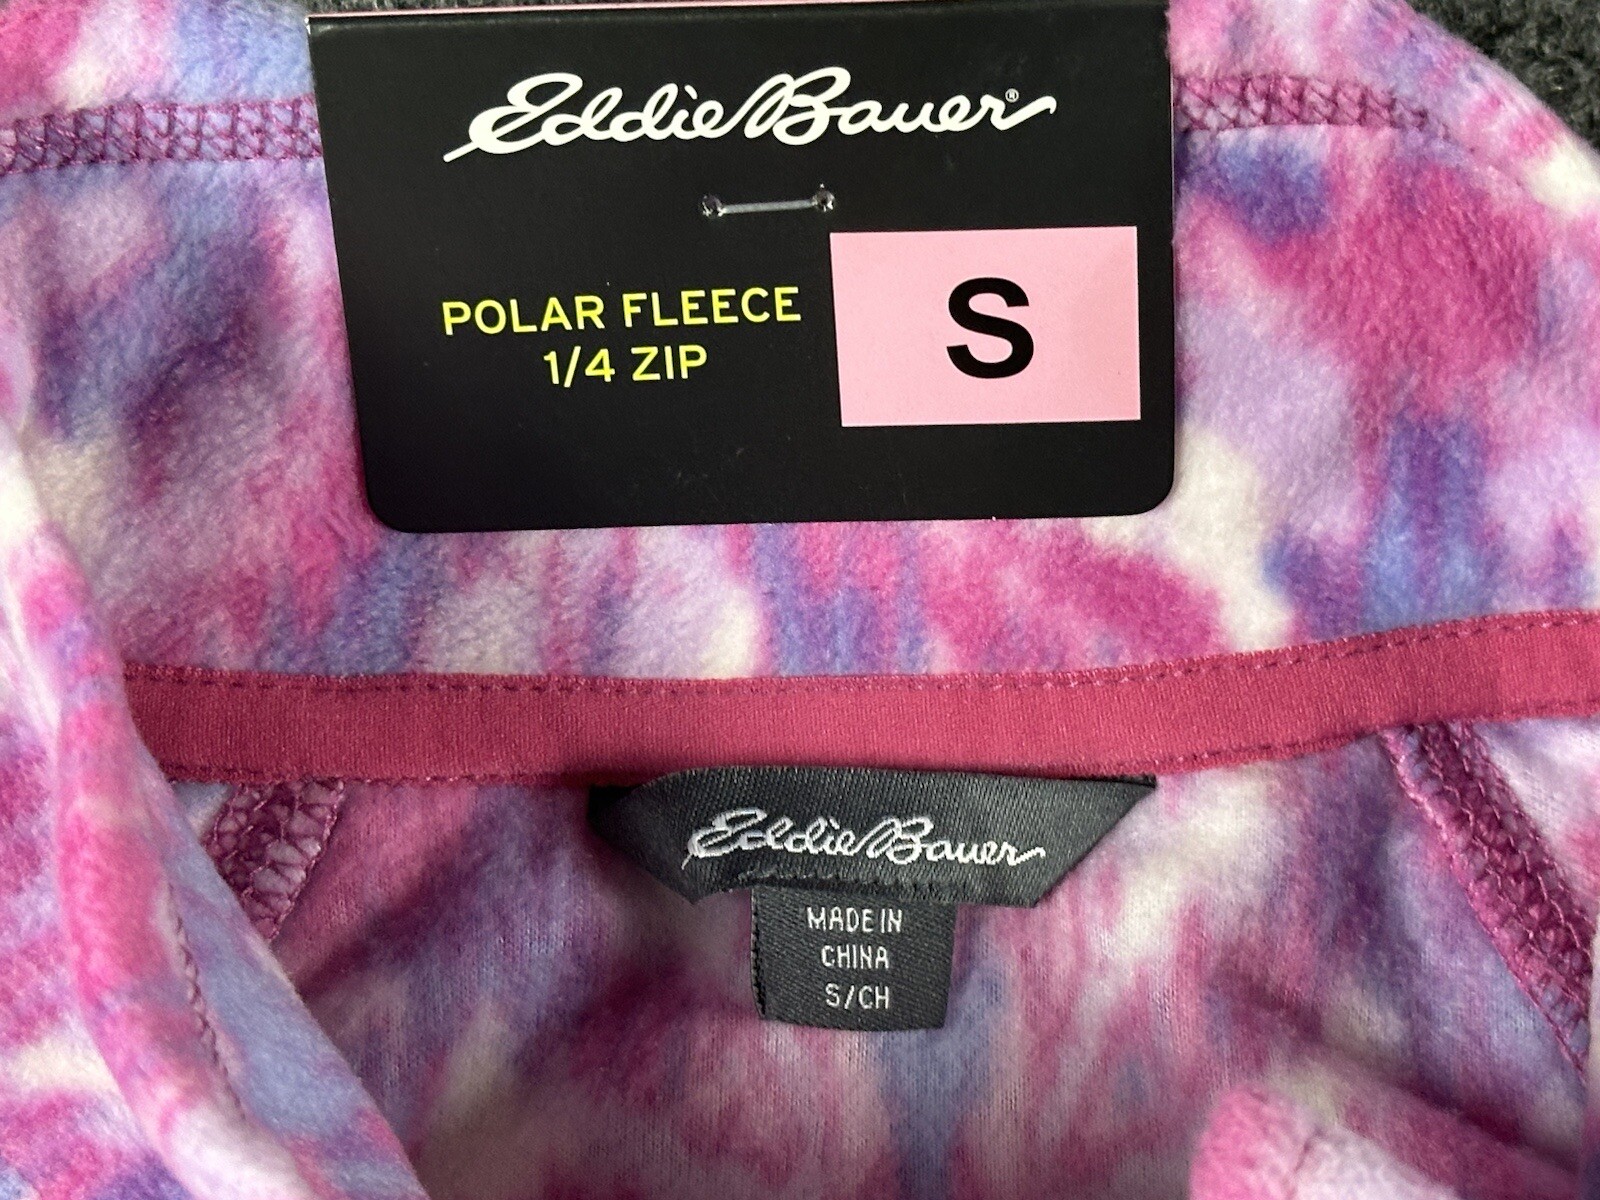 Eddie Bauer®
POLAR FLEECE
1/4 ZIP
S
Eddie Bauer
MADE IN
CHINA
S/CH